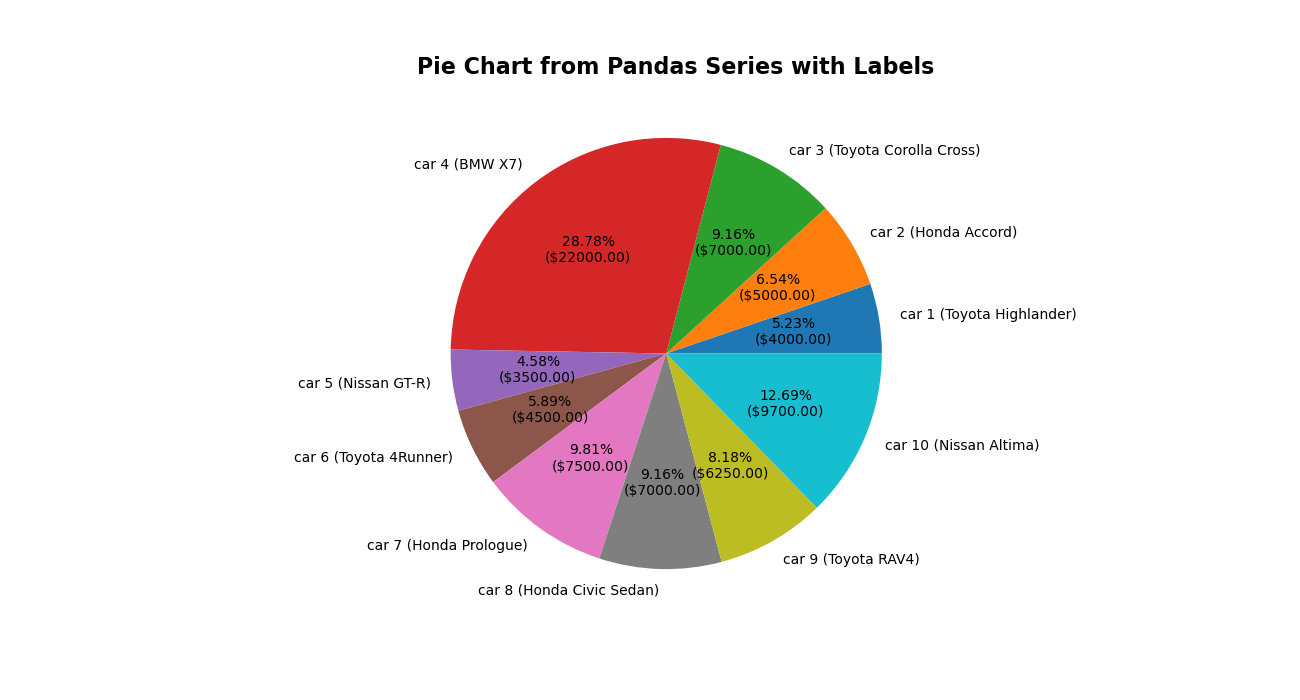 Pie Chart from Pandas Series with Labels
car 1 (Toyota Highlander)
5.23%
($4000.00)
car 2 (Honda Accord)
6.54%
($5000.00)
car 3 (Toyota Corolla Cross)
9.16%
($7000.00)
car 4 (BMW X7)
28.78%
($22000.00)
car 5 (Nissan GT-R)
4.58%
($3500.00)
car 6 (Toyota 4Runner)
5.89%
($4500.00)
car 7 (Honda Prologue)
9.81%
($7500.00)
car 8 (Honda Civic Sedan)
9.16%
($7000.00)
car 9 (Toyota RAV4)
8.18%
($6250.00)
car 10 (Nissan Altima)
12.69%
($9700.00)